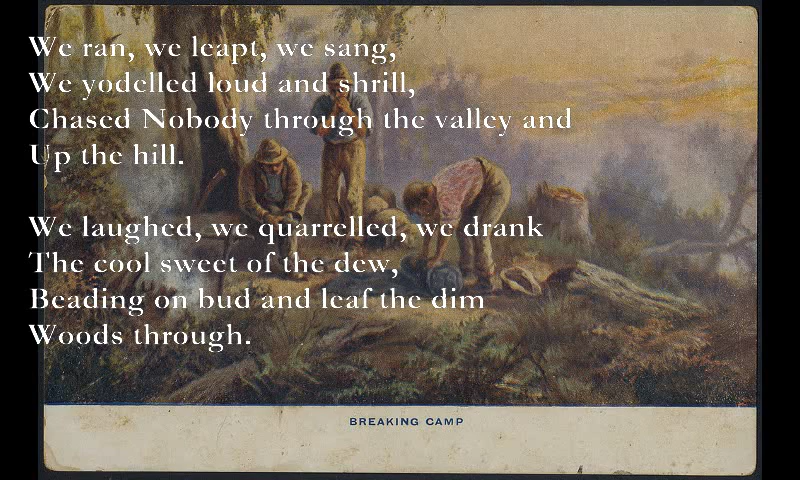 We ran, we leapt, we sang,
We yodelled loud and shrill,
Chased Nobody through the valley and
Up the hill.
We laughed, we quarrelled, we drank
The cool sweet of the dew,
Beading on bud and leaf the dim
Woods through.
BREAKING CAMP